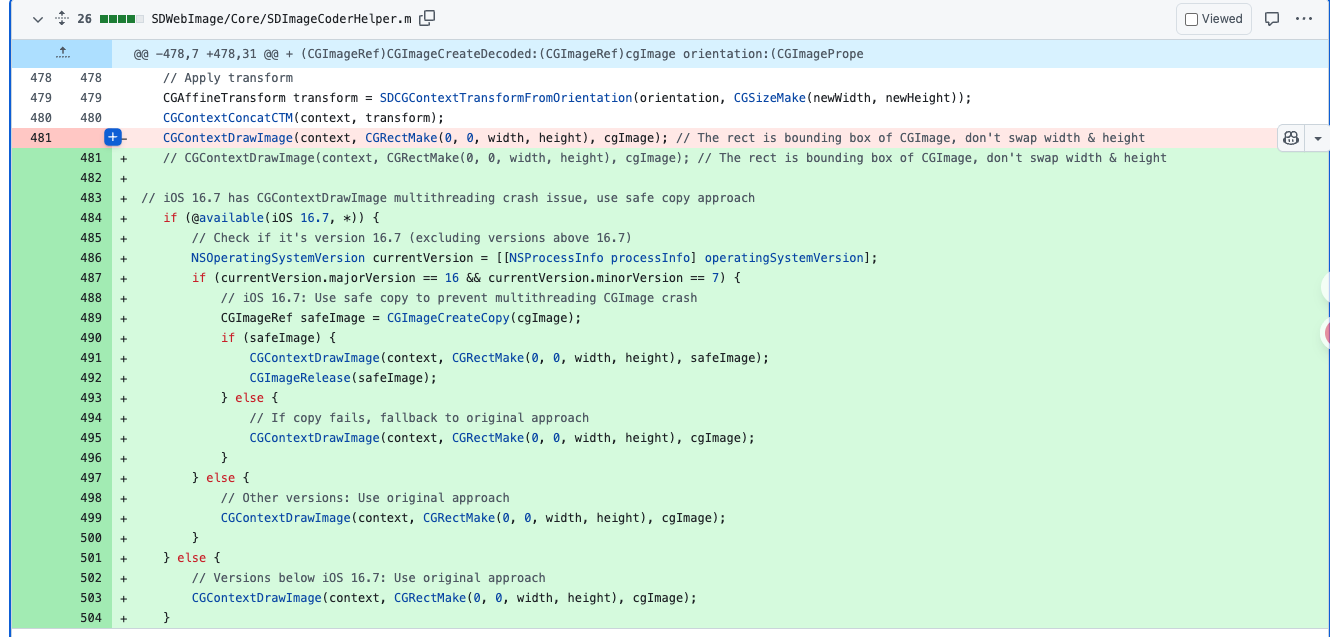 26 SDWebImage/Core/SDImageCoderHelper.m Viewed
@@ -478,7 +478,31 @@ + (CGImageRef)CGImageCreateDecoded:(CGImageRef)cgImage orientation:(CGImagePrope
478 478 // Apply transform
479 479 CGAffineTransform transform = SDCGContextTransformFromOrientation(orientation, CGSizeMake(newWidth, newHeight));
480 480 CGContextConcatCTM(context, transform);
481 - CGContextDrawImage(context, CGRectMake(0, 0, width, height), cgImage); // The rect is bounding box of CGImage, don't swap width & height
481 + // CGContextDrawImage(context, CGRectMake(0, 0, width, height), cgImage); // The rect is bounding box of CGImage, don't swap width & height
482 +
483 + // iOS 16.7 has CGContextDrawImage multithreading crash issue, use safe copy approach
484 + if (@available(iOS 16.7, *)) {
485 + // Check if it's version 16.7 (excluding versions above 16.7)
486 + NSOperatingSystemVersion currentVersion = [[NSProcessInfo processInfo] operatingSystemVersion];
487 + if (currentVersion.majorVersion == 16 && currentVersion.minorVersion == 7) {
488 + // iOS 16.7: Use safe copy to prevent multithreading CGImage crash
489 + CGImageRef safeImage = CGImageCreateCopy(cgImage);
490 + if (safeImage) {
491 + CGContextDrawImage(context, CGRectMake(0, 0, width, height), safeImage);
492 + CGImageRelease(safeImage);
493 + } else {
494 + // If copy fails, fallback to original approach
495 + CGContextDrawImage(context, CGRectMake(0, 0, width, height), cgImage);
496 + }
497 + } else {
498 + // Other versions: Use original approach
499 + CGContextDrawImage(context, CGRectMake(0, 0, width, height), cgImage);
500 + }
501 + } else {
502 + // Versions below iOS 16.7: Use original approach
503 + CGContextDrawImage(context, CGRectMake(0, 0, width, height), cgImage);
504 + }